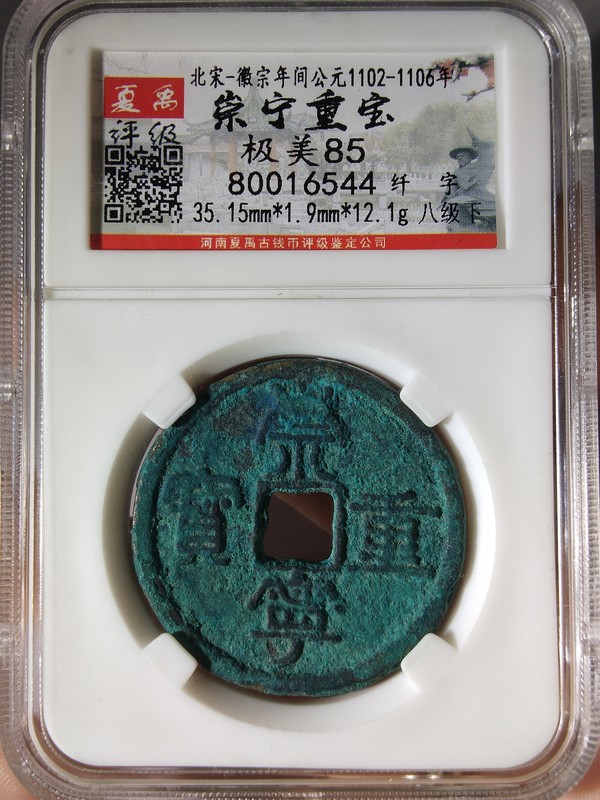 北宋-徽宗年间公元1102-1106年
夏禹
评级
崇宁重宝
极美85
80016544 纤 字
35.15mm*1.9mm*12.1g 八级下
河南夏禹古钱币评级鉴定公司
崇
寶 重
寧